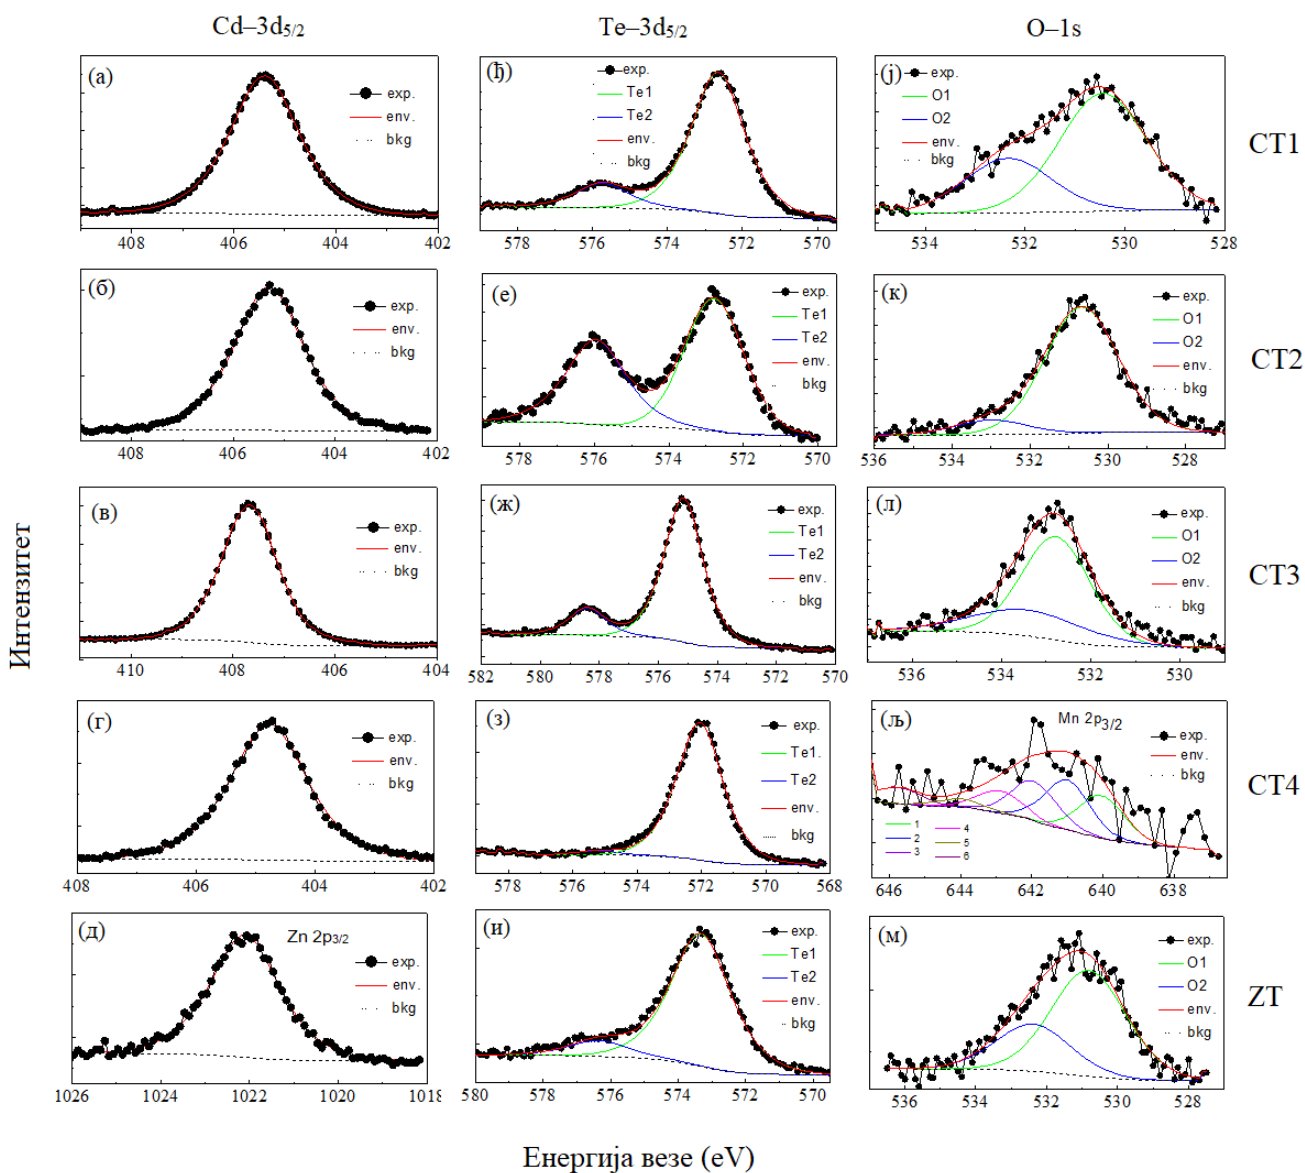 Cd–3d5/2 Te–3d5/2 O–1s
(а) exp. env. bkg 408 406 404 402
(ђ) exp. Te1 Te2 env. bkg 578 576 574 572 570
(ј) exp. O1 O2 env. bkg 534 532 530 528
CT1
(б) exp. env. bkg 408 406 404 402
(е) exp. Te1 Te2 env. bkg 578 576 574 572 570
(к) exp. O1 O2 env. bkg 536 534 532 530 528
CT2
(в) exp. env. bkg 410 408 406 404
(ж) exp. Te1 Te2 env. bkg 582 580 578 576 574 572 570
(л) exp. O1 O2 env. bkg 536 534 532 530
CT3
(г) exp. env. bkg 408 406 404 402
(з) exp. Te1. Te2 env. bkg 578 576 574 572 570 568
(љ) Mn 2p3/2 exp. env. bkg 1 2 3 4 5 6 646 644 642 640 638
CT4
(д) Zn 2p3/2 exp. env. bkg 1026 1024 1022 1020 1018
(и) exp. Te1 Te2 env. bkg 580 578 576 574 572 570
(м) exp. O1 O2 env. bkg 536 534 532 530 528
ZT
Интензитет
Енергија везе (eV)